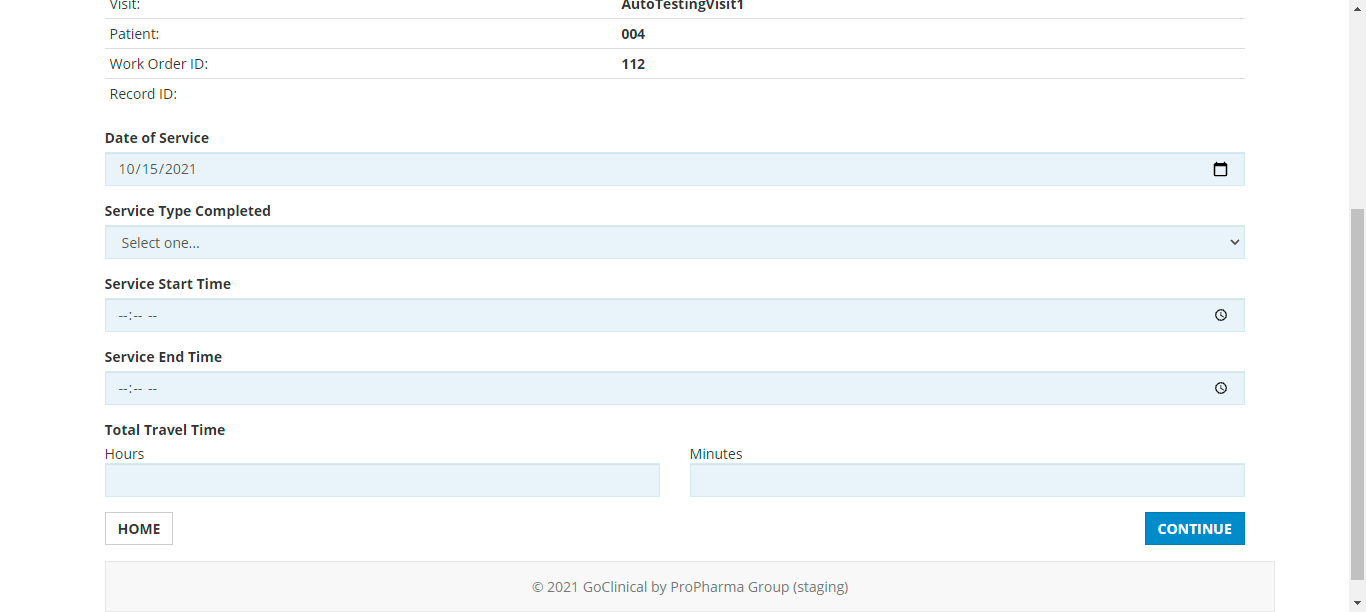 Visit: AutoTestingVisit1
Patient: 004
Work Order ID: 112
Record ID:
Date of Service
10/15/2021
Service Type Completed
Select one...
Service Start Time
--:-- --
Service End Time
--:-- --
Total Travel Time
Hours Minutes
HOME CONTINUE
© 2021 GoClinical by ProPharma Group (staging)